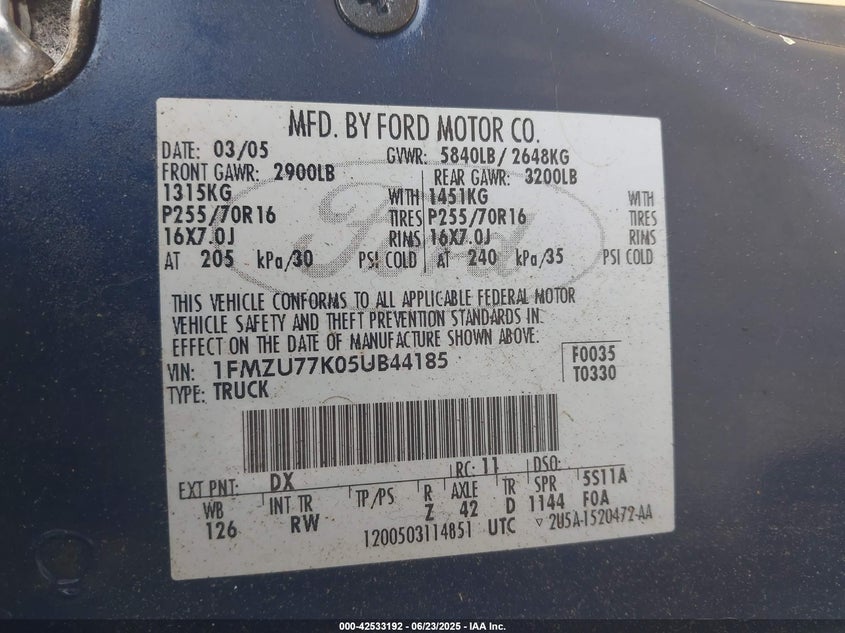 MFD. BY FORD MOTOR CO.
DATE: 03/05 GVWR: 5840LB/ 2648KG
FRONT GAWR: 2900LB REAR GAWR: 3200LB
1315KG WITH 1451KG WITH
P255/70R16 TIRES P255/70R16 TIRES
16X7.0J RIMS 16X7.0J RIMS
AT 205 kPa/30 PSI COLD AT 240 kPa/35 PSI COLD
Ford
THIS VEHICLE CONFORMS TO ALL APPLICABLE FEDERAL MOTOR
VEHICLE SAFETY AND THEFT PREVENTION STANDARDS IN
EFFECT ON THE DATE OF MANUFACTURE SHOWN ABOVE.
VIN: 1FMZU77K05UB44185 F0035
TYPE: TRUCK T0330
EXT PNT: DX RC: 11 DSO:
WB INT TR TP/PS R AXLE TR SPR 5S11A
126 RW Z 42 D 1144 F0A
1200503114851 UTC ▽ 2U5A-1520472-AA
000-42533192 - 06/23/2025 - IAA Inc.